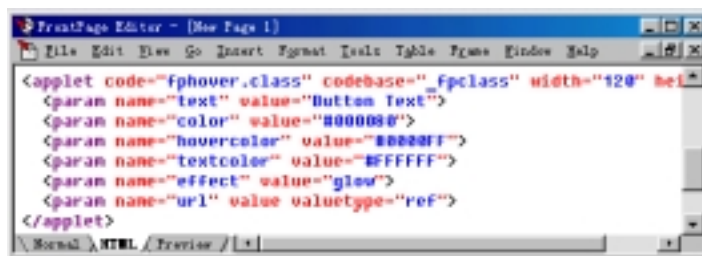 FrontPage Editor - [New Page 1]
File Edit View Go Insert Format Tools Table Frame Window Help
<applet code="fphover.class" codebase="_fpclass" width="120" hei
<param name="text" value="Button Text">
<param name="color" value="#000080">
<param name="hovercolor" value="#0000FF">
<param name="textcolor" value="#FFFFFF">
<param name="effect" value="glow">
<param name="url" value valuetype="ref">
</applet>
Normal HTML Preview